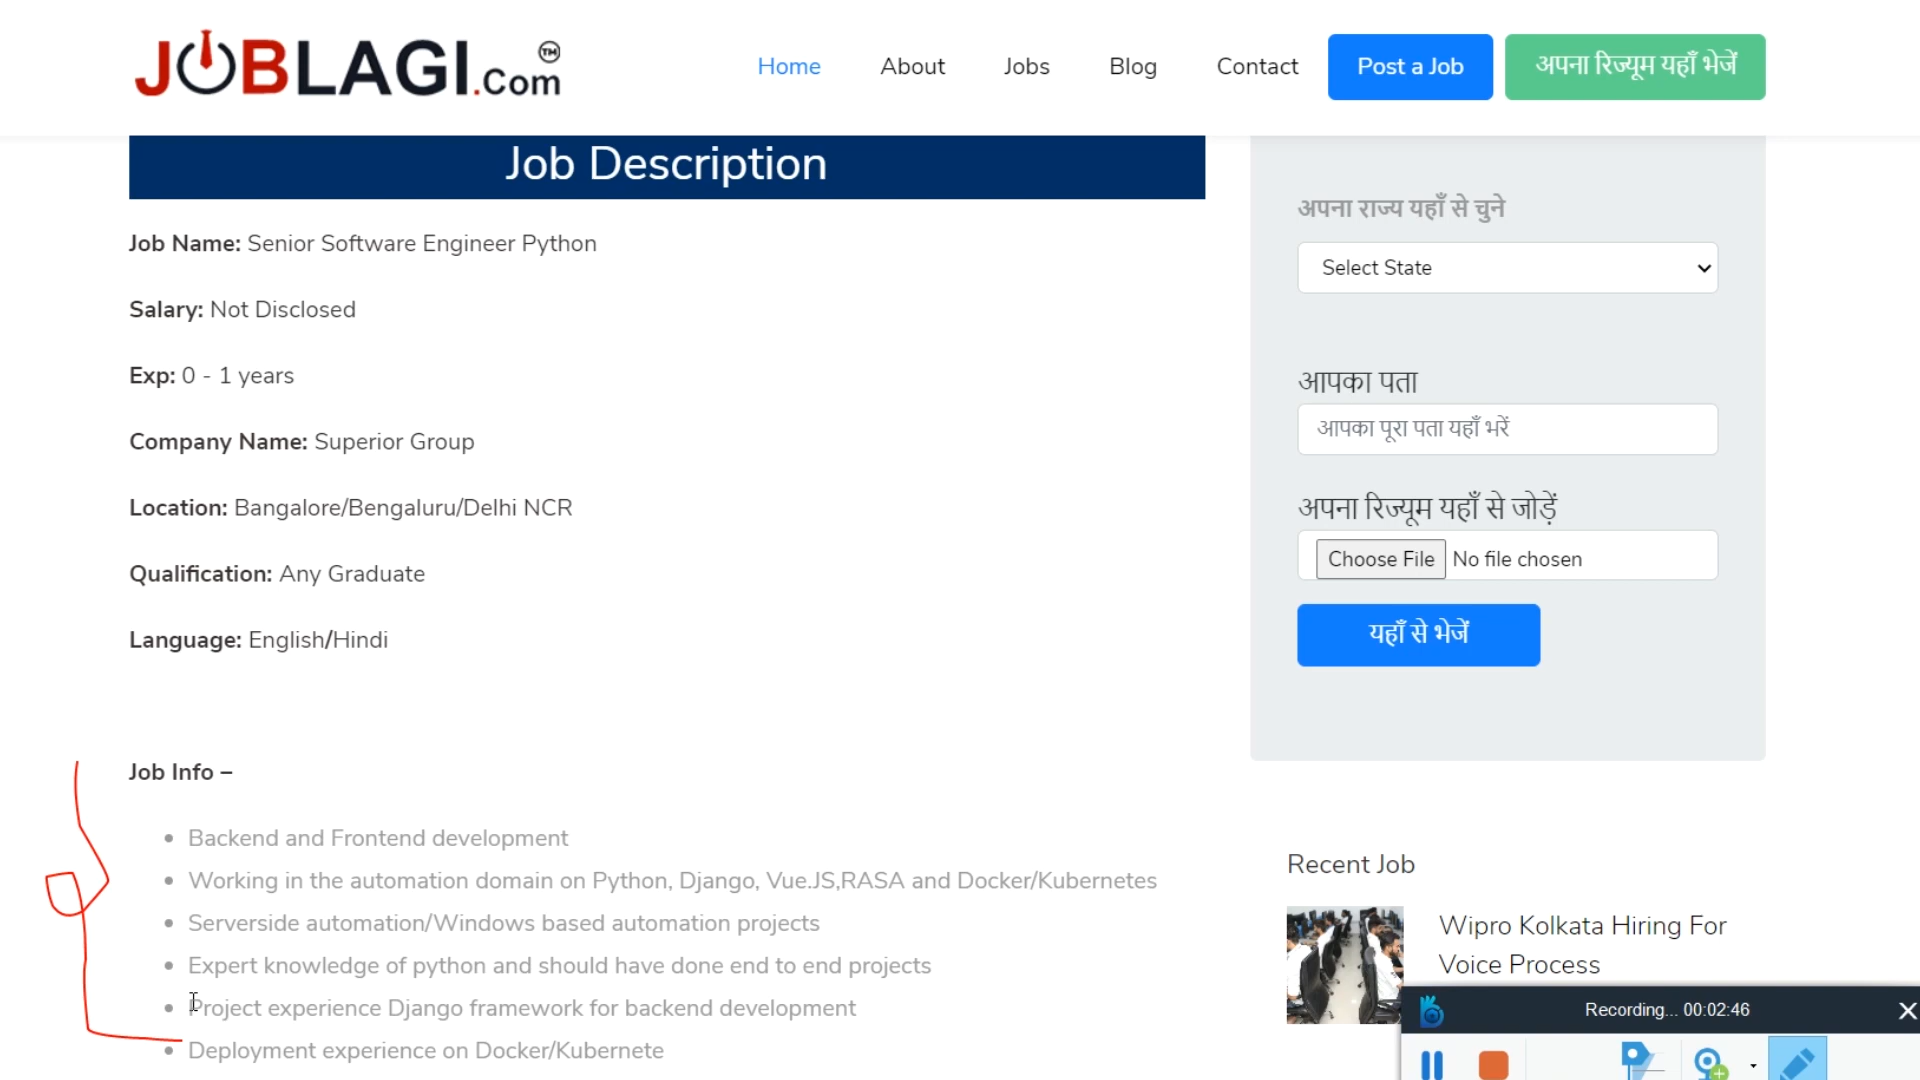 JOBLAGI.Com TM
Home
About
Jobs
Blog
Contact
Post a Job
अपना रिज्यूम यहाँ भेजें
Job Description
Job Name: Senior Software Engineer Python
Salary: Not Disclosed
Exp: 0 - 1 years
Company Name: Superior Group
Location: Bangalore/Bengaluru/Delhi NCR
Qualification: Any Graduate
Language: English/Hindi
Job Info –
• Backend and Frontend development
• Working in the automation domain on Python, Django, Vue.JS,RASA and Docker/Kubernetes
• Serverside automation/Windows based automation projects
• Expert knowledge of python and should have done end to end projects
• Project experience Django framework for backend development
• Deployment experience on Docker/Kubernete
अपना राज्य यहाँ से चुने
Select State
आपका पता
आपका पूरा पता यहाँ भरें
अपना रिज्यूम यहाँ से जोड़ें
Choose File No file chosen
यहाँ से भेजें
Recent Job
Wipro Kolkata Hiring For
Voice Process
Recording... 00:02:46